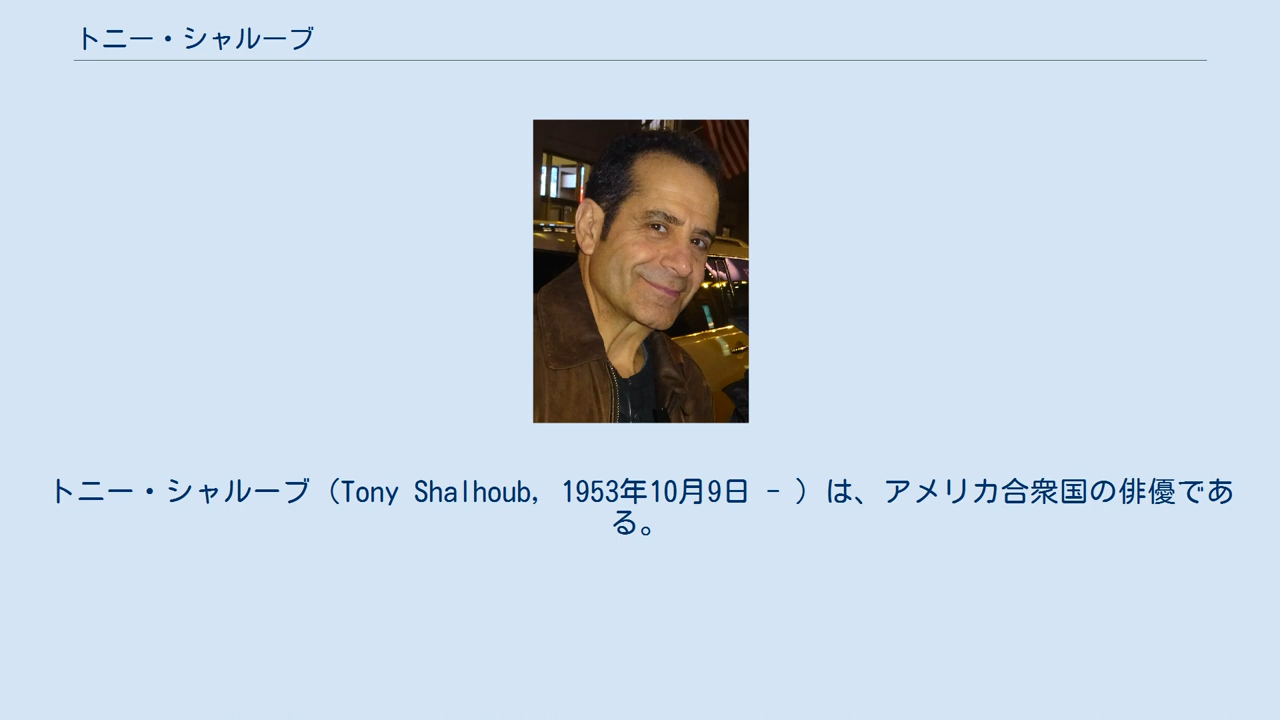 トニー・シャルーブ
トニー・シャルーブ（Tony Shalhoub, 1953年10月9日 - ）は、アメリカ合衆国の俳優であ
る。